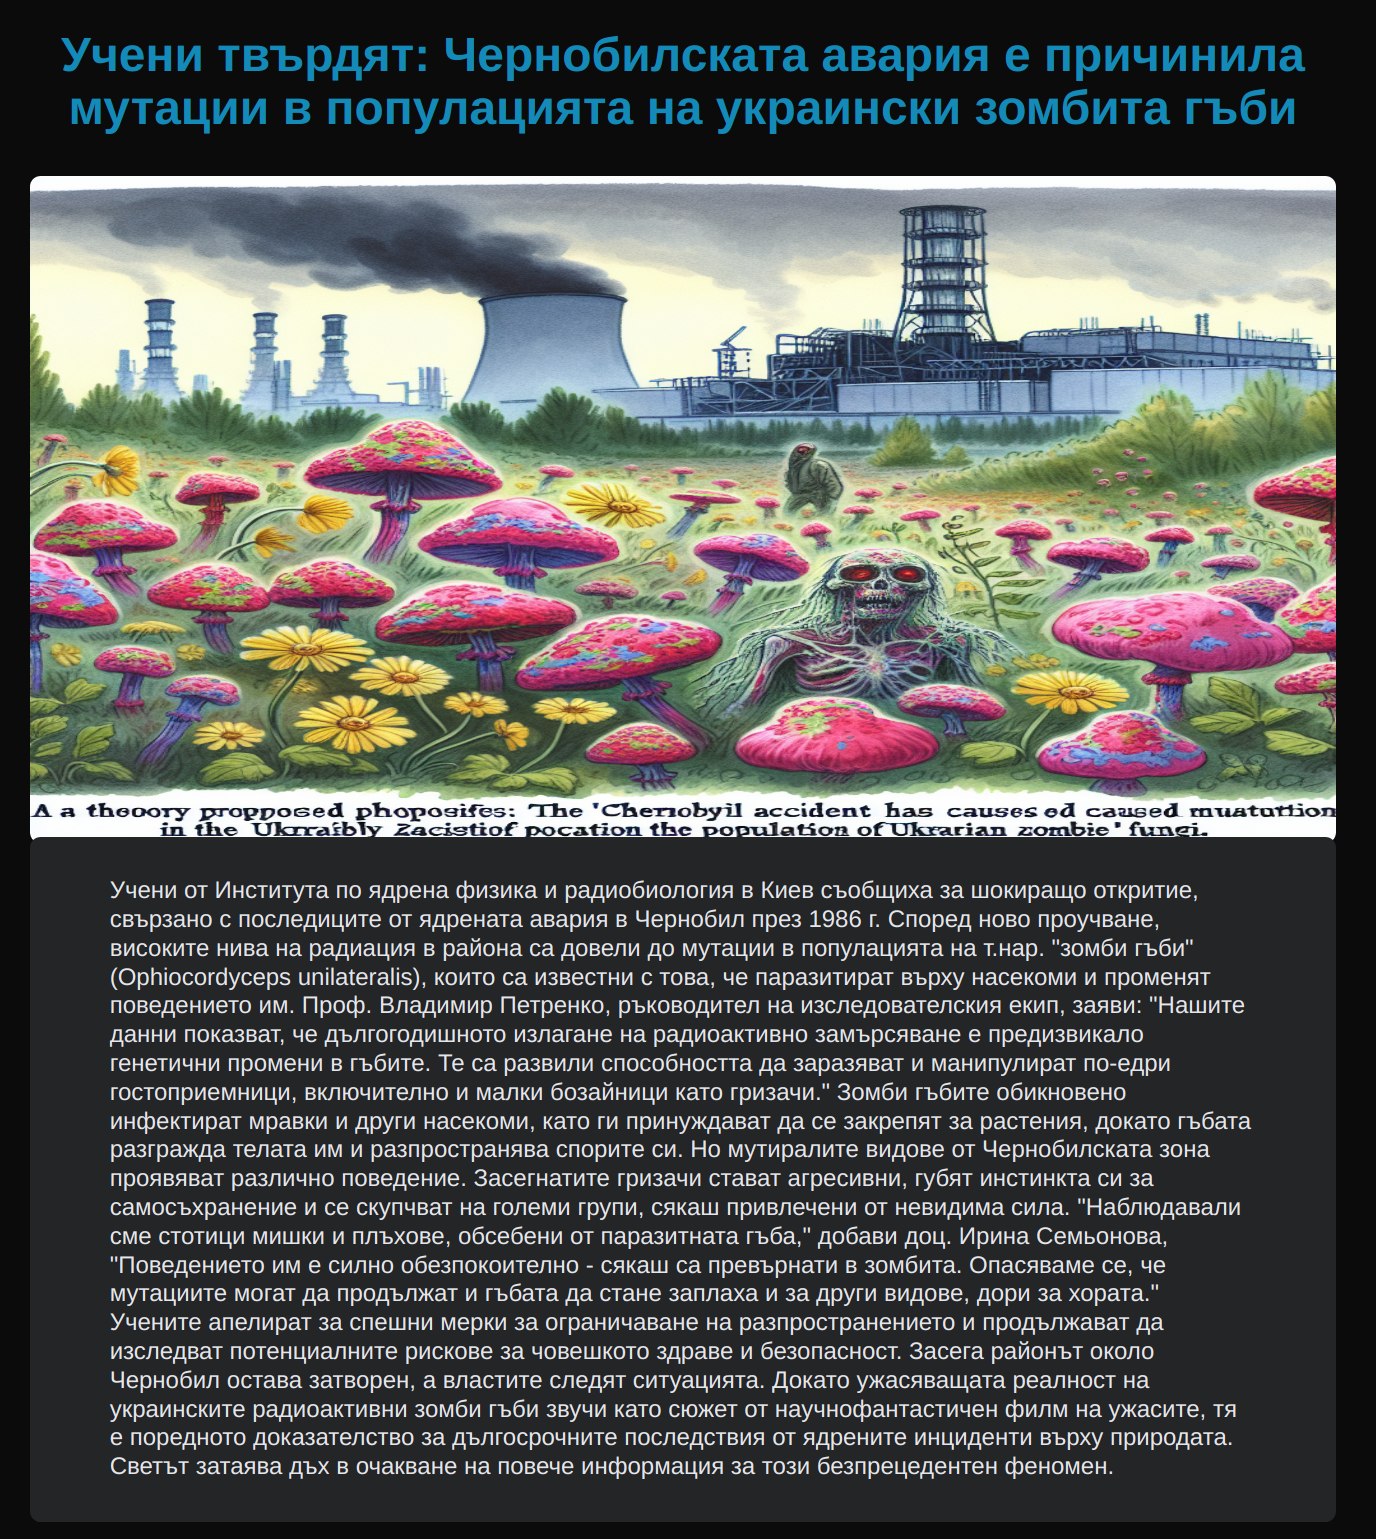 Учени твърдят: Чернобилската авария е причинила
мутации в популацията на украински зомбита гъби
A a theoory propposed phoposifes: The 'Chernobyil accident has causes ed caused muatuttion
in the Ukrrafbly Zacistiof pocation the population of Ukrarian zombie' fungi.
Учени от Института по ядрена физика и радиобиология в Киев съобщиха за шокиращо откритие,
свързано с последиците от ядрената авария в Чернобил през 1986 г. Според ново проучване,
високите нива на радиация в района са довели до мутации в популацията на т.нар. "зомби гъби"
(Ophiocordyceps unilateralis), които са известни с това, че паразитират върху насекоми и променят
поведението им. Проф. Владимир Петренко, ръководител на изследователския екип, заяви: "Нашите
данни показват, че дългогодишното излагане на радиоактивно замърсяване е предизвикало
генетични промени в гъбите. Те са развили способността да заразяват и манипулират по-едри
гостоприемници, включително и малки бозайници като гризачи." Зомби гъбите обикновено
инфектират мравки и други насекоми, като ги принуждават да се закрепят за растения, докато гъбата
разгражда телата им и разпространява спорите си. Но мутиралите видове от Чернобилската зона
проявяват различно поведение. Засегнатите гризачи стават агресивни, губят инстинкта си за
самосъхранение и се скупчват на големи групи, сякаш привлечени от невидима сила. "Наблюдавали
сме стотици мишки и плъхове, обсебени от паразитната гъба," добави доц. Ирина Семьонова,
"Поведението им е силно обезпокоително - сякаш са превърнати в зомбита. Опасяваме се, че
мутациите могат да продължат и гъбата да стане заплаха и за други видове, дори за хората."
Учените апелират за спешни мерки за ограничаване на разпространението и продължават да
изследват потенциалните рискове за човешкото здраве и безопасност. Засега районът около
Чернобил остава затворен, а властите следят ситуацията. Докато ужасяващата реалност на
украинските радиоактивни зомби гъби звучи като сюжет от научнофантастичен филм на ужасите, тя
е поредното доказателство за дългосрочните последствия от ядрените инциденти върху природата.
Светът затаява дъх в очакване на повече информация за този безпрецедентен феномен.